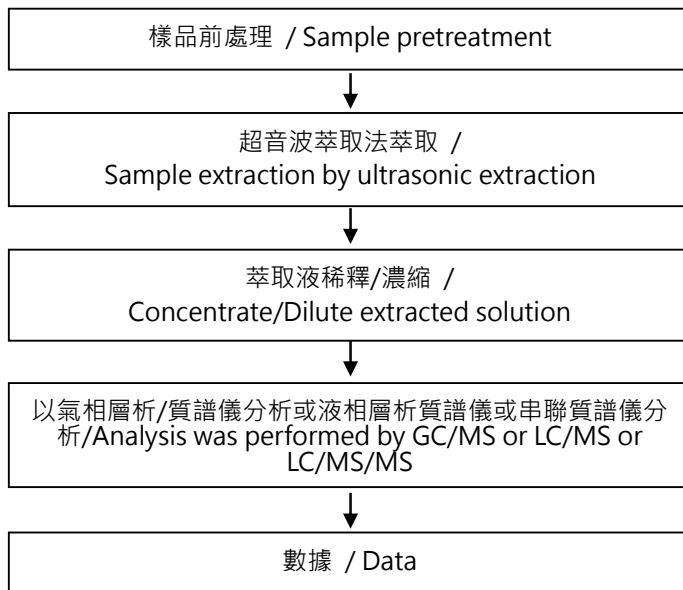 樣品前處理 / Sample pretreatment
超音波萃取法萃取 /
Sample extraction by ultrasonic extraction
萃取液稀釋/濃縮 /
Concentrate/Dilute extracted solution
以氣相層析/質譜儀分析或液相層析質譜儀或串聯質譜儀分
析/Analysis was performed by GC/MS or LC/MS or
LC/MS/MS
數據 / Data